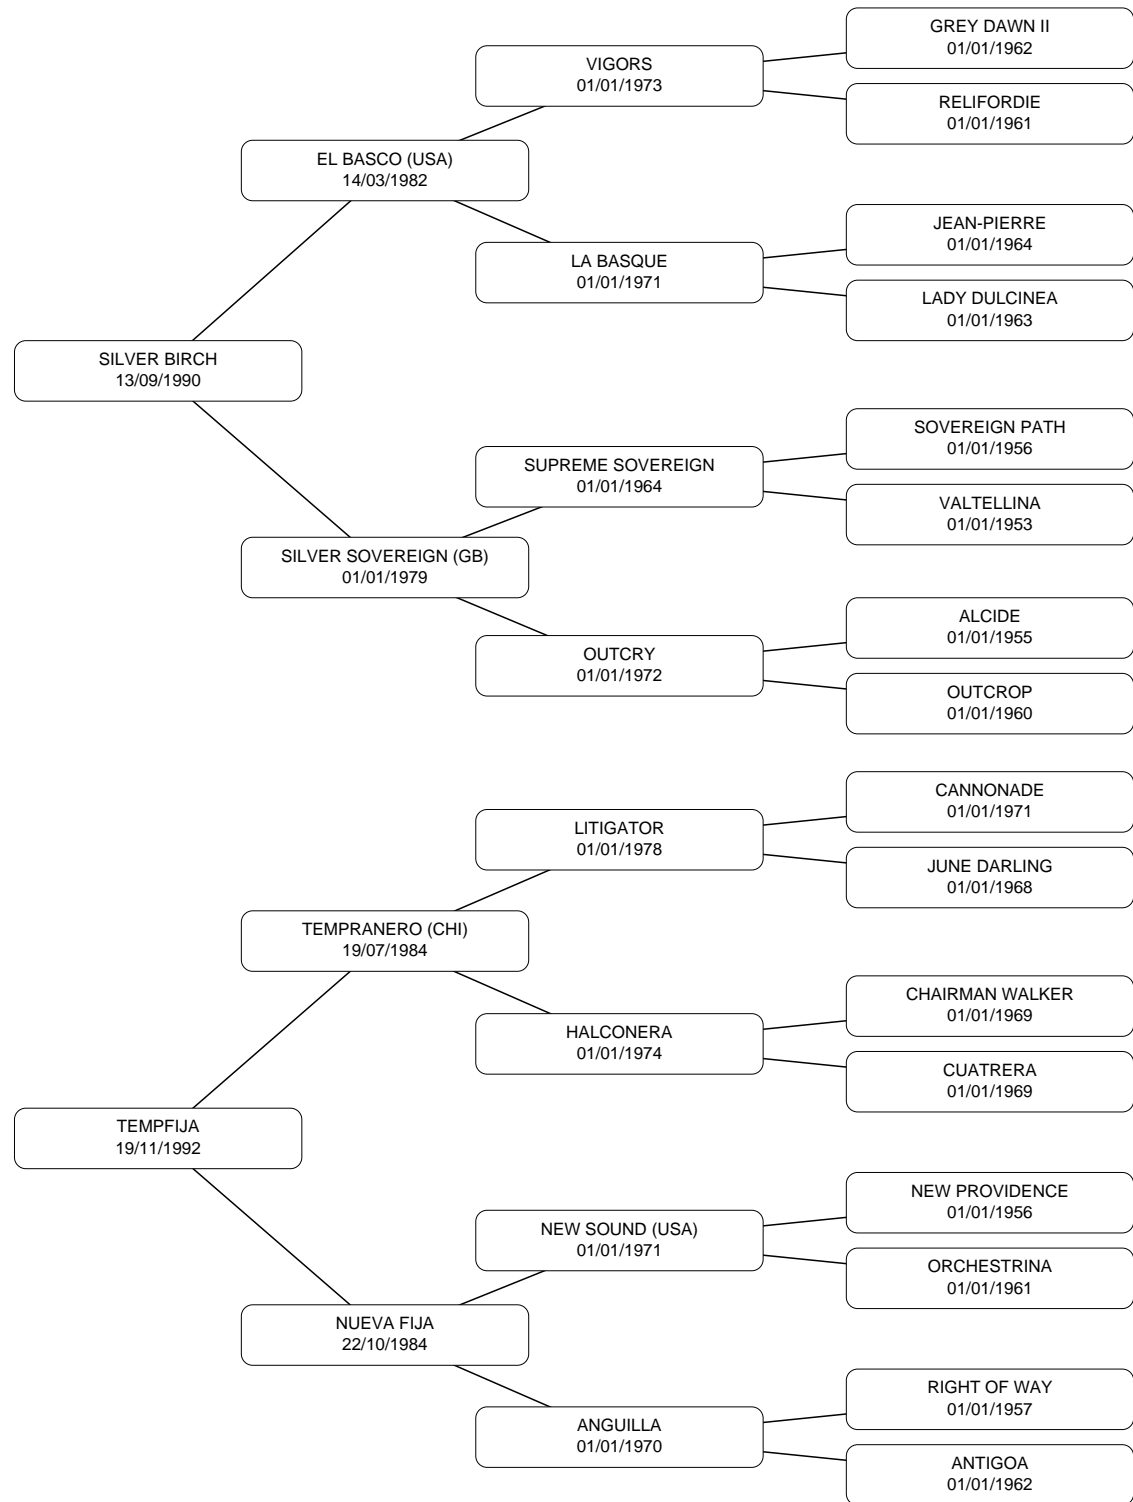 GREY DAWN II
01/01/1962
VIGORS
01/01/1973
RELIFORDIE
01/01/1961
EL BASCO (USA)
14/03/1982
JEAN-PIERRE
01/01/1964
LA BASQUE
01/01/1971
LADY DULCINEA
01/01/1963
SILVER BIRCH
13/09/1990
SOVEREIGN PATH
01/01/1956
SUPREME SOVEREIGN
01/01/1964
VALTELLINA
01/01/1953
SILVER SOVEREIGN (GB)
01/01/1979
ALCIDE
01/01/1955
OUTCRY
01/01/1972
OUTCROP
01/01/1960
CANNONADE
01/01/1971
LITIGATOR
01/01/1978
JUNE DARLING
01/01/1968
TEMPRANERO (CHI)
19/07/1984
CHAIRMAN WALKER
01/01/1969
HALCONERA
01/01/1974
CUATRERA
01/01/1969
TEMPFIJA
19/11/1992
NEW PROVIDENCE
01/01/1956
NEW SOUND (USA)
01/01/1971
ORCHESTRINA
01/01/1961
NUEVA FIJA
22/10/1984
RIGHT OF WAY
01/01/1957
ANGUILLA
01/01/1970
ANTIGOA
01/01/1962